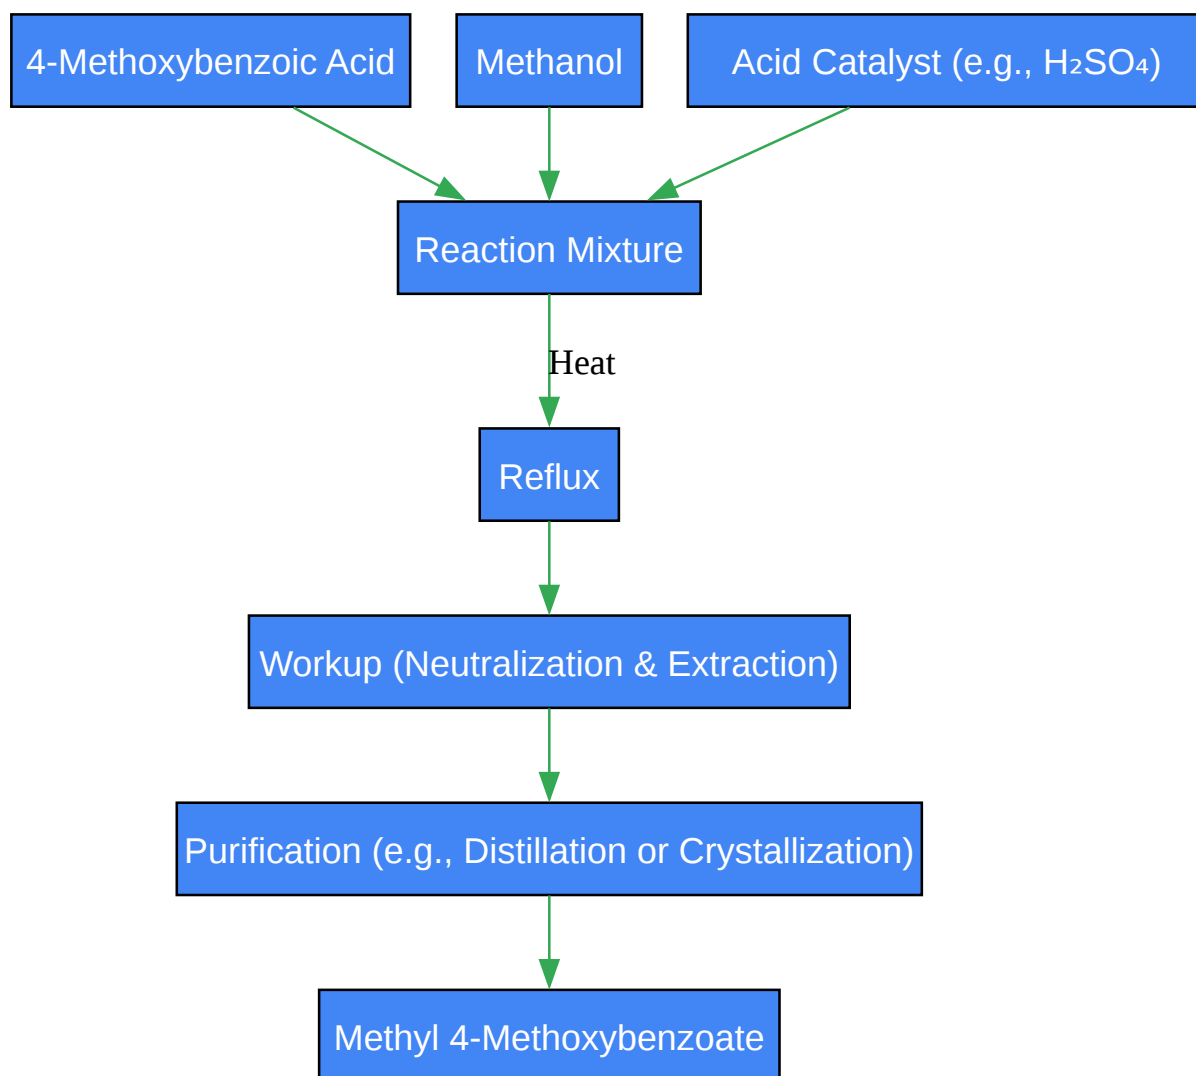 4-Methoxybenzoic Acid
Methanol
Acid Catalyst (e.g., H₂SO₄)
Reaction Mixture
Heat
Reflux
Workup (Neutralization & Extraction)
Purification (e.g., Distillation or Crystallization)
Methyl 4-Methoxybenzoate